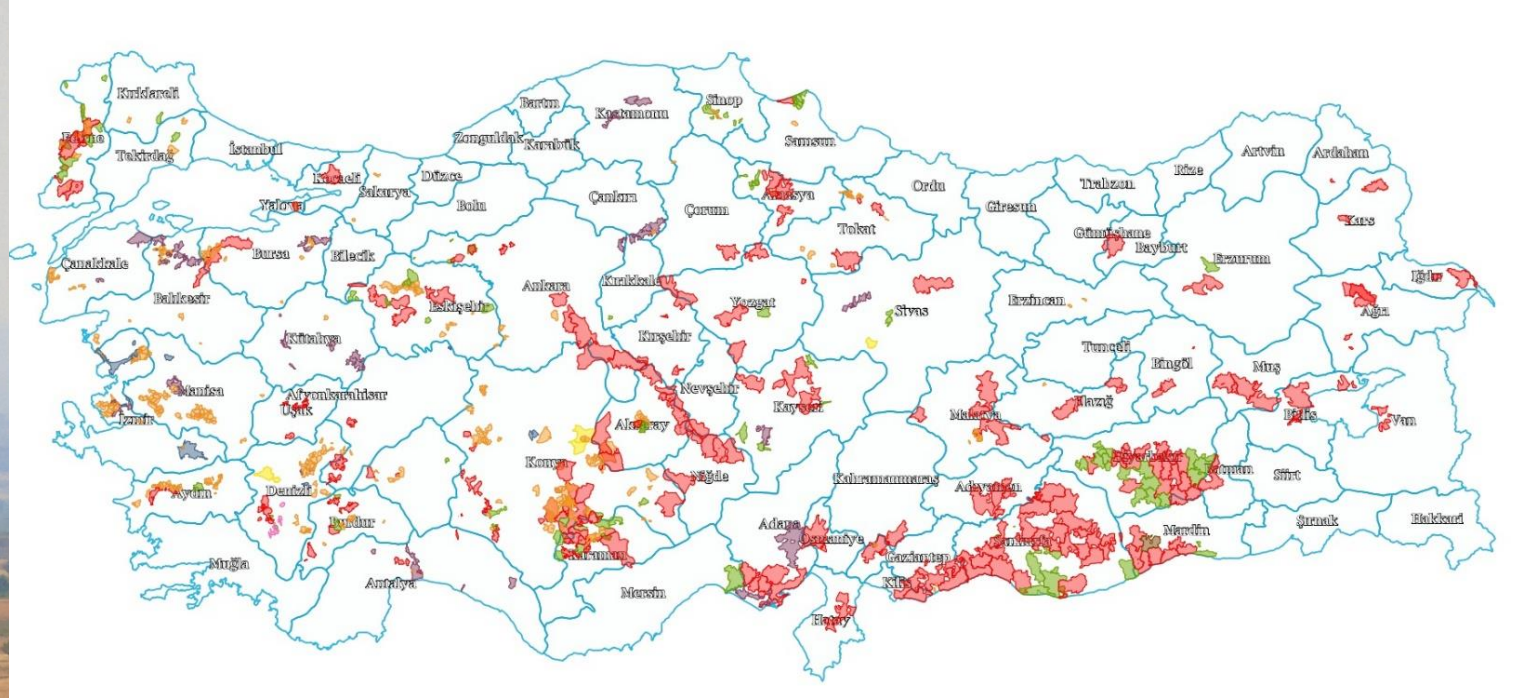 Kırklareli
Edirne
Tekirdağ
İstanbul
Kocaeli
Yalova
Sakarya
Düzce
Zonguldak
Bartın
Karabük
Kastamonu
Sinop
Samsun
Çankırı
Çorum
Amasya
Tokat
Ordu
Giresun
Trabzon
Rize
Artvin
Ardahan
Kars
Gümüşhane
Bayburt
Erzurum
Iğdır
Ağrı
Bolu
Çanakkale
Balıkesir
Bursa
Bilecik
Eskişehir
Ankara
Kırıkkale
Yozgat
Sivas
Erzincan
Kütahya
Kırşehir
Tunceli
Bingöl
Muş
Manisa
Afyonkarahisar
Uşak
İzmir
Nevşehir
Kayseri
Malatya
Elazığ
Bitlis
Van
Aksaray
Konya
Niğde
Kahramanmaraş
Adıyaman
Diyarbakır
Batman
Siirt
Aydın
Denizli
Burdur
Karaman
Adana
Osmaniye
Gaziantep
Şanlıurfa
Mardin
Şırnak
Hakkari
Muğla
Antalya
Mersin
Kilis
Hatay